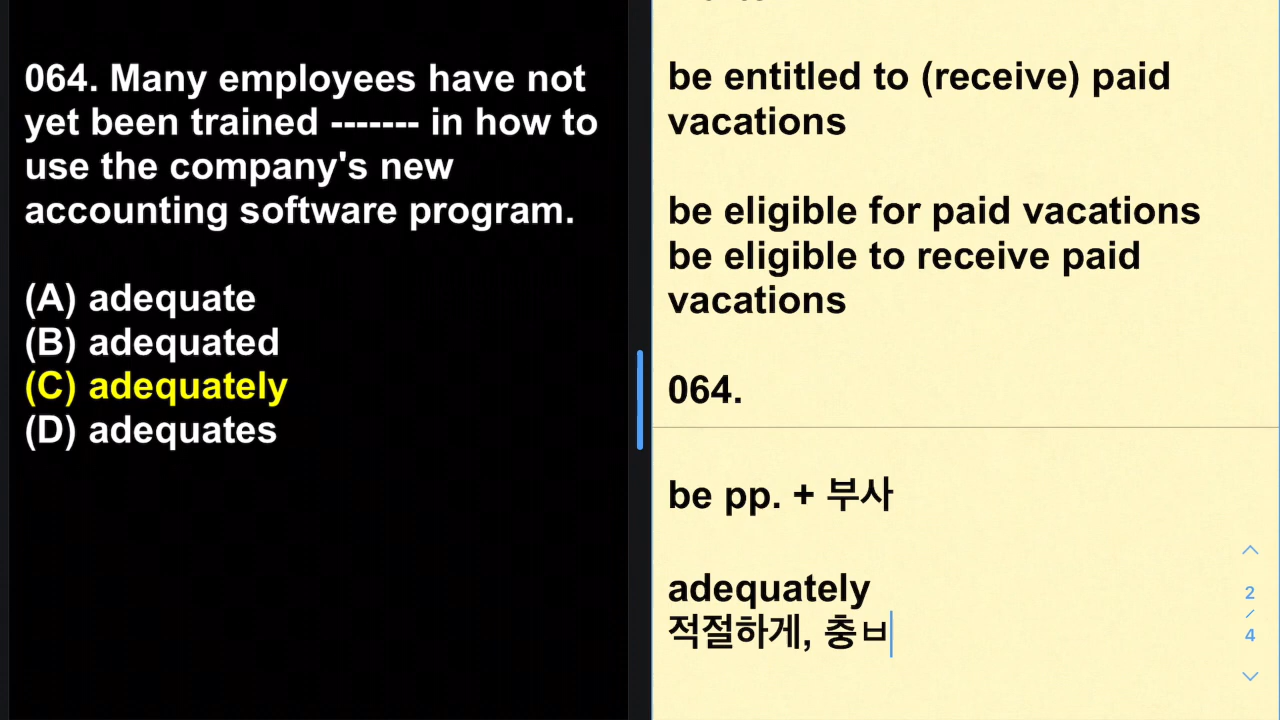 064. Many employees have not
yet been trained ------- in how to
use the company's new
accounting software program.
(A) adequate
(B) adequated
(C) adequately
(D) adequates
be entitled to (receive) paid
vacations
be eligible for paid vacations
be eligible to receive paid
vacations
064.
be pp. + 부사
adequately
적절하게, 충ㅂ
2
/
4